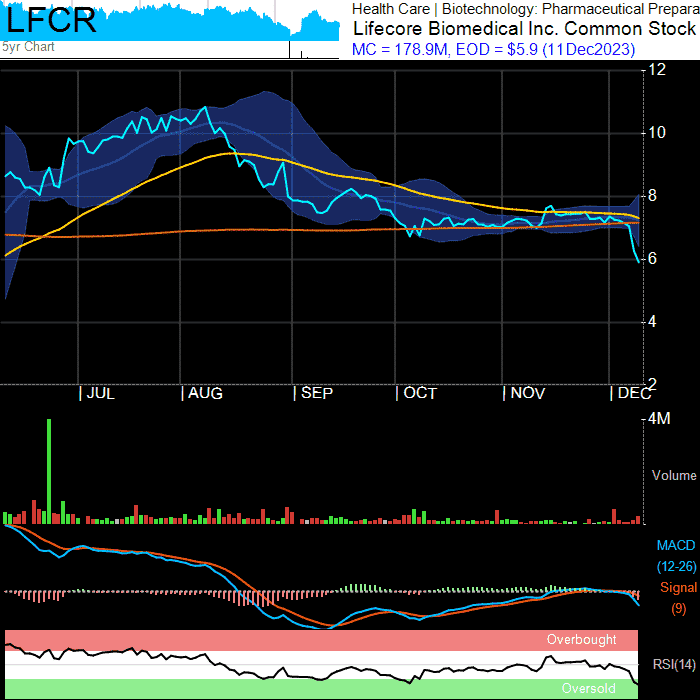 LFCR
5yr Chart
Health Care | Biotechnology: Pharmaceutical Prepara
Lifecore Biomedical Inc. Common Stock
MC = 178.9M, EOD = $5.9 (11Dec2023)
12
10
8
6
4
2
| JUL | AUG | SEP | OCT | NOV | DEC
4M
Volume
MACD
(12-26)
Signal
(9)
Overbought
RSI(14)
Oversold